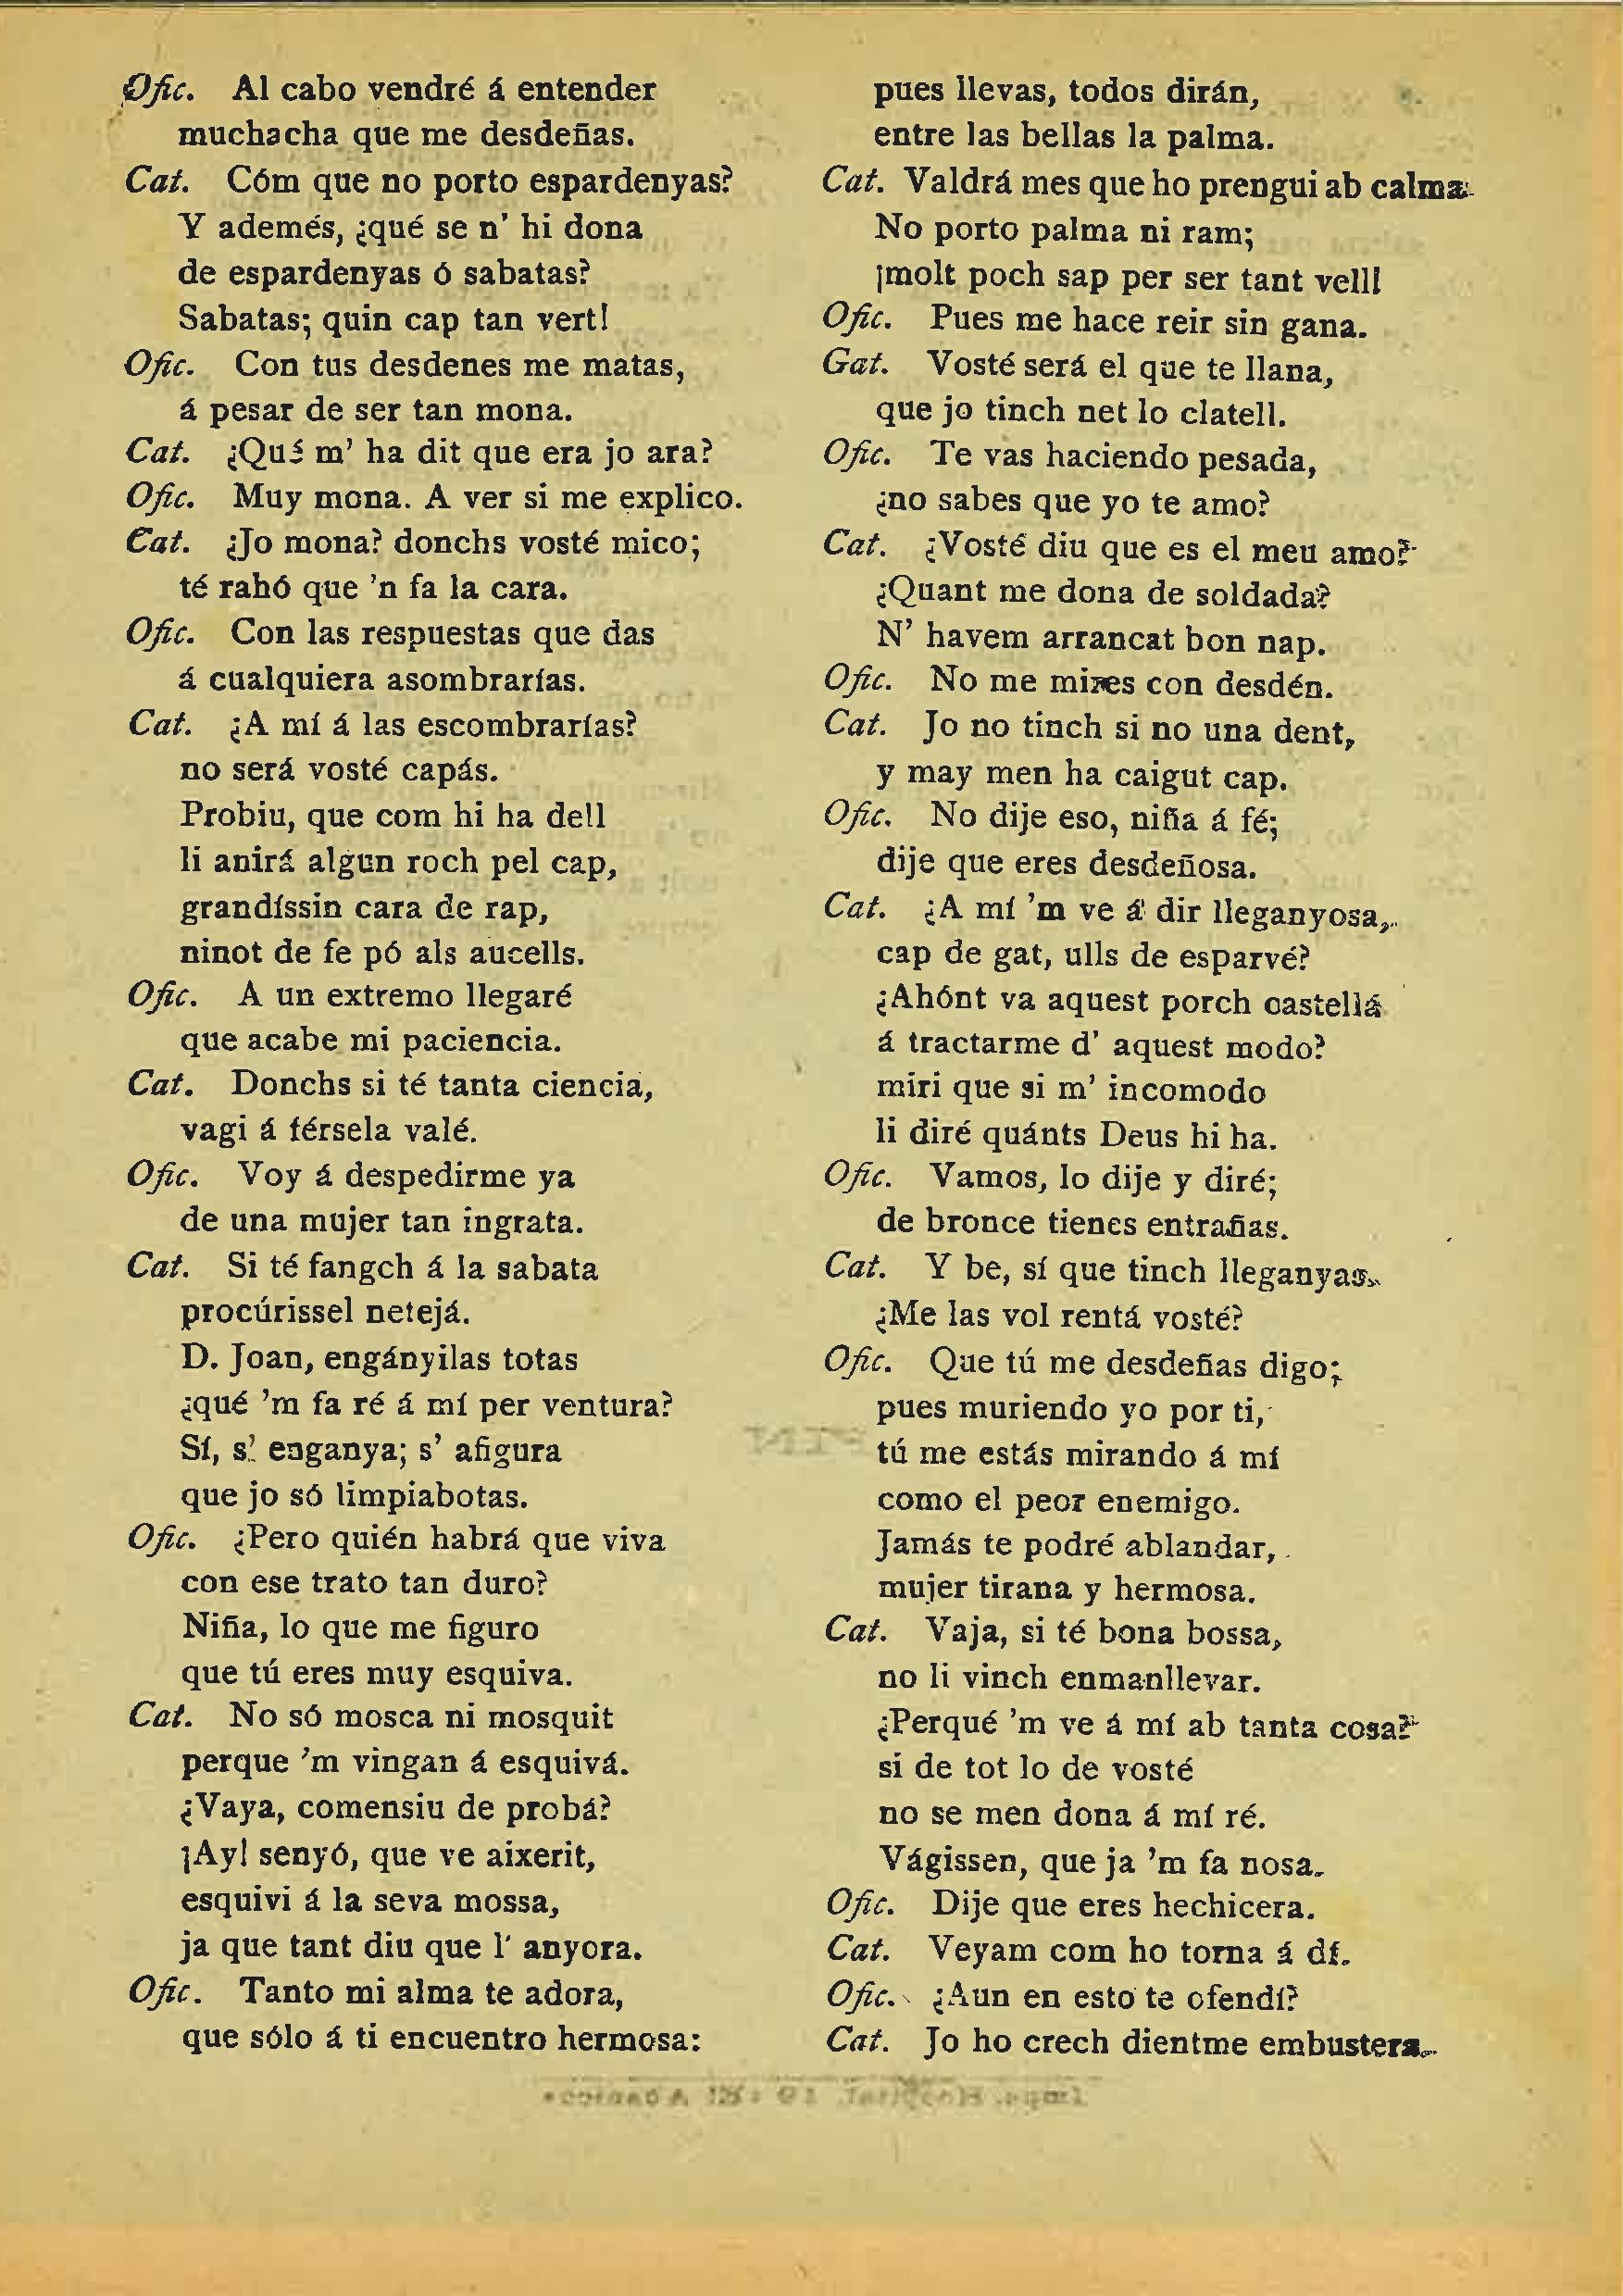 Ofic. Al cabo vendré á entender
muchacha que me desdeñas.
Cat. Cóm que no porto espardenyas?
Y ademés, ¿qué se n' hi dona
de espardenyas ó sabatas?
Sabatas; quin cap tan vert!
Ofic. Con tus desdenes me matas,
á pesar de ser tan mona.
Cat. ¿Qué m' ha dit que era jo ara?
Ofic. Muy mona. A ver si me explico.
Cat. ¿Jo mona? donchs vosté mico;
té rahó que 'n fa la cara.
Ofic. Con las respuestas que das
á cualquiera asombrarías.
Cat. ¿A mí á las escombrarías?
no será vosté capás.
Probiu, que com hi ha dell
li anirá algun roch pel cap,
grandíssin cara de rap,
ninot de fe pó als aucells.
Ofic. A un extremo llegaré
que acabe mi paciencia.
Cat. Donchs si té tanta ciencia,
vagi á férsela valé.
Ofic. Voy á despedirme ya
de una mujer tan ingrata.
Cat. Si té fangch á la sabata
procúrissel netejá.
D. Joan, engányilas totas
¿qué 'm fa ré á mí per ventura?
Sí, s' enganya; s' afigura
que jo só limpiabotas.
Ofic. ¿Pero quién habrá que viva
con ese trato tan duro?
Niña, lo que me figuro
que tú eres muy esquiva.
Cat. No só mosca ni mosquit
perque 'm vingan á esquivá.
¿Vaya, comensiu de probá?
¡Ay! senyó, que ve aixerit,
esquivi á la seva mossa,
ja que tant diu que l' anyora.
Ofic. Tanto mi alma te adora,
que sólo á ti encuentro hermosa:
pues llevas, todos dirán,
entre las bellas la palma.
Cat. Valdrá mes que ho prengui ab calma.
No porto palma ni ram;
¡molt poch sap per ser tant vell!
Ofic. Pues me hace reir sin gana.
Gat. Vosté será el que te llana,
que jo tinch net lo clatell.
Ofic. Te vas haciendo pesada,
¿no sabes que yo te amo?
Cat. ¿Vosté diu que es el meu amo?
¿Quant me dona de soldada?
N' havem arrancat bon nap.
Ofic. No me mires con desdén.
Cat. Jo no tinch si no una dent,
y may men ha caigut cap.
Ofic. No dije eso, niña á fé;
dije que eres desdeñosa.
Cat. ¿A mí 'm ve á dir lleganyosa,
cap de gat, ulls de esparvé?
¿Ahónt va aquest porch castellá
á tractarme d' aquest modo?
miri que si m' incomodo
li diré quánts Deus hi ha.
Ofic. Vamos, lo dije y diré;
de bronce tienes entrañas.
Cat. Y be, sí que tinch lleganyas.
¿Me las vol rentá vosté?
Ofic. Que tú me desdeñas digo;
pues muriendo yo por ti,
tú me estás mirando á mí
como el peor enemigo.
Jamás te podré ablandar,
mujer tirana y hermosa.
Cat. Vaja, si té bona bossa,
no li vinch enmanllevar.
¿Perqué 'm ve á mí ab tanta cosa?
si de tot lo de vosté
no se men dona á mí ré.
Vágissen, que ja 'm fa nosa.
Ofic. Dije que eres hechicera.
Cat. Veyam com ho torna á dí.
Ofic. ¿Aun en esto te ofendí?
Cat. Jo ho crech dientme embustera.